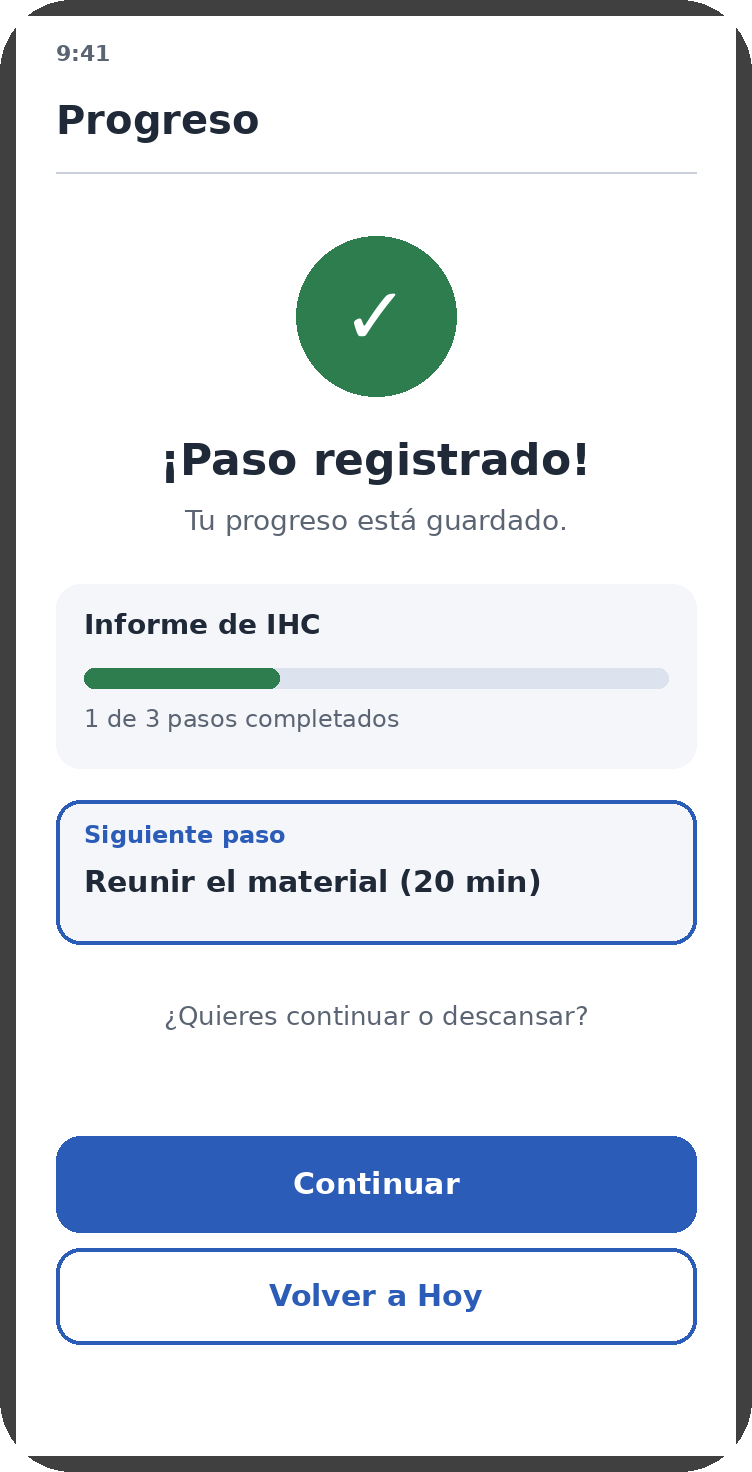 9:41
Progreso
✓
¡Paso registrado!
Tu progreso está guardado.
Informe de IHC
1 de 3 pasos completados
Siguiente paso
Reunir el material (20 min)
¿Quieres continuar o descansar?
Continuar
Volver a Hoy